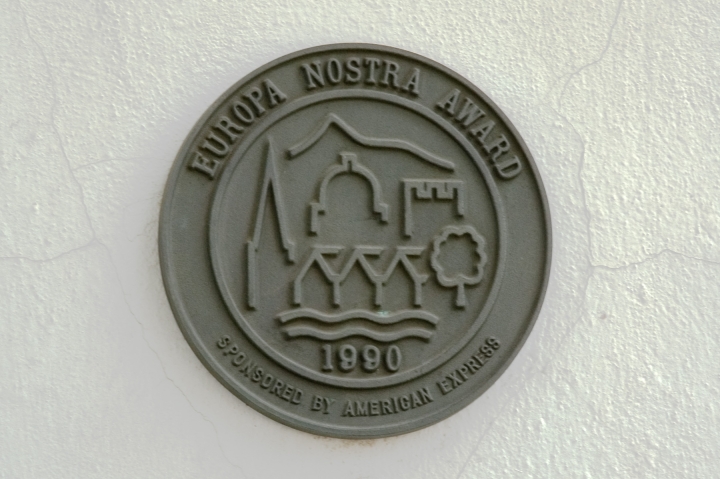 EUROPA NOSTRA AWARD
1990
SPONSORED BY AMERICAN EXPRESS